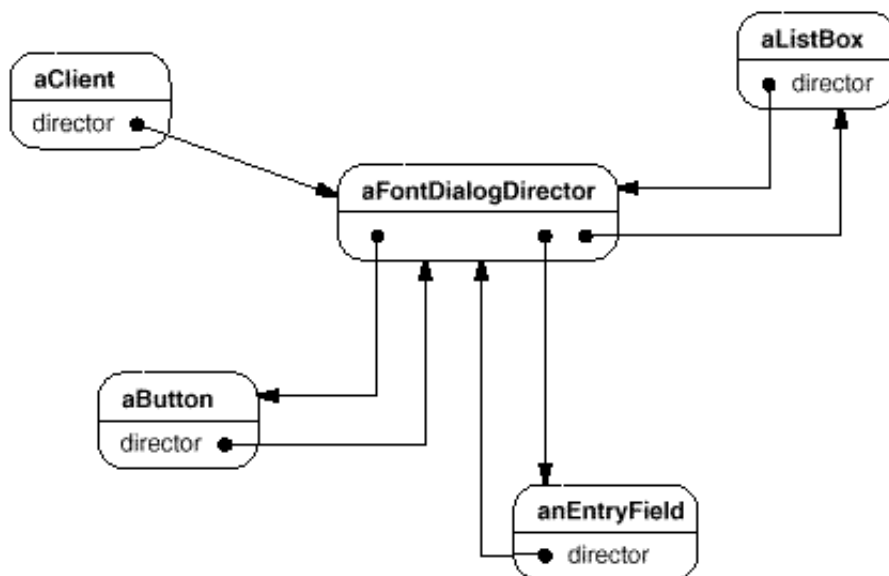 aListBox
director
aClient
director
aFontDialogDirector
aButton
director
anEntryField
director